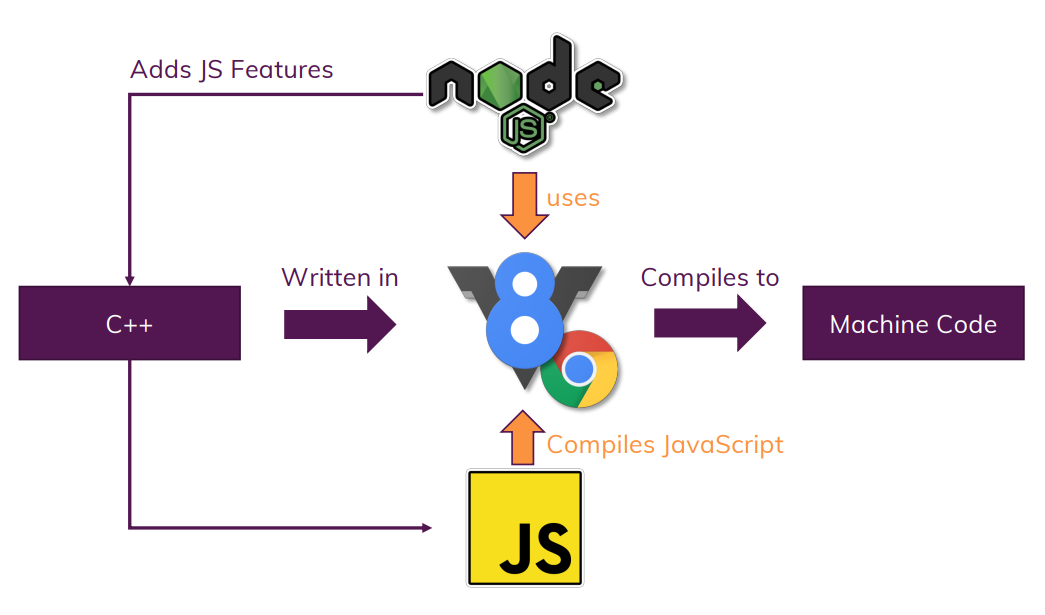 node
JS
Adds JS Features
uses
Written in
8
Compiles to
C++
Machine Code
Compiles JavaScript
JS